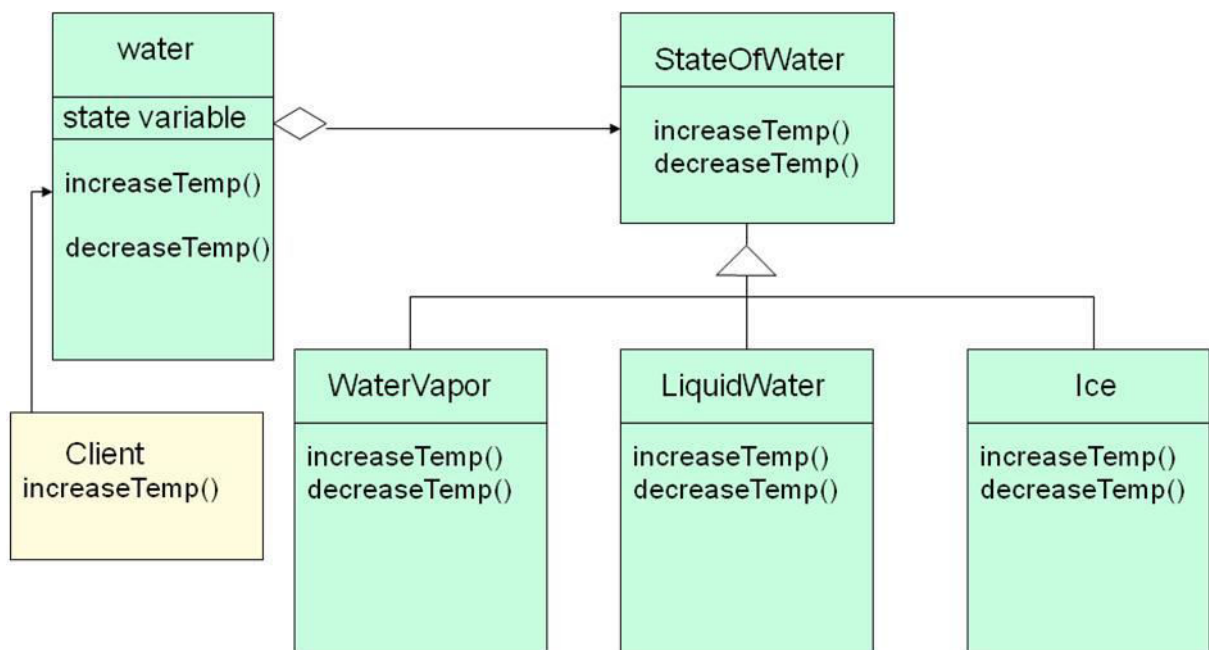 water
state variable
increaseTemp()
decreaseTemp()
StateOfWater
increaseTemp()
decreaseTemp()
Client
increaseTemp()
WaterVapor
increaseTemp()
decreaseTemp()
LiquidWater
increaseTemp()
decreaseTemp()
Ice
increaseTemp()
decreaseTemp()